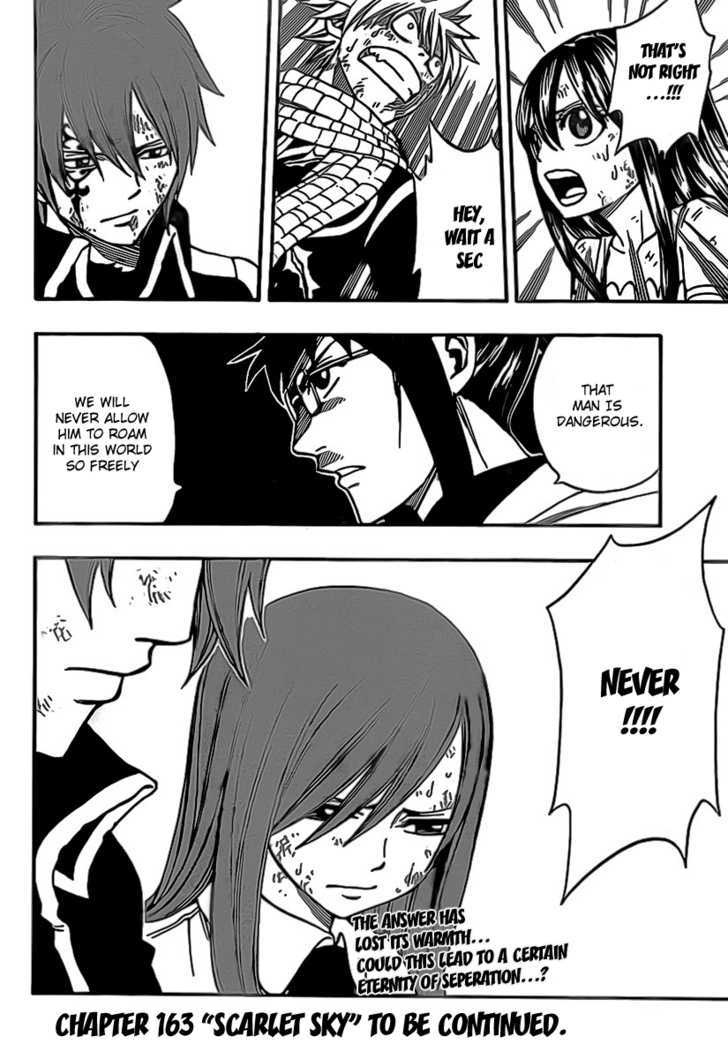 THAT'S
NOT RIGHT
...!!!
HEY,
WAIT A
SEC
THAT
MAN IS
DANGEROUS.
WE WILL
NEVER ALLOW
HIM TO ROAM
IN THIS WORLD
SO FREELY
NEVER
!!!!
THE ANSWER HAS
LOST ITS WARMTH...
COULD THIS LEAD TO A CERTAIN
ETERNITY OF SEPERATION...?
CHAPTER 163 "SCARLET SKY" TO BE CONTINUED.